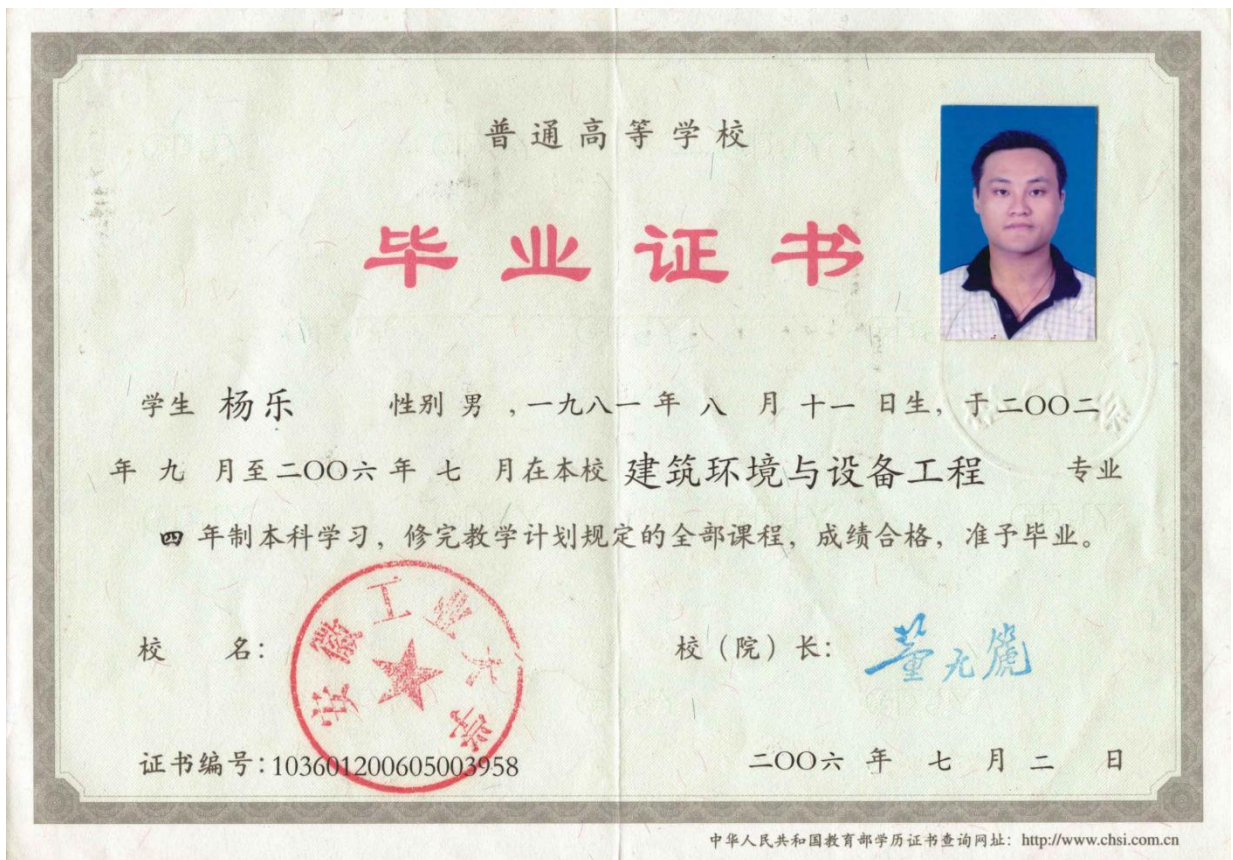 普通高等学校
毕业证书
学生 杨乐 性别 男 ,一九八一 年 八 月 十一 日生, 于二OO二
年 九 月至二OO六 年 七 月在本校 建筑环境与设备工程 专业
四 年制本科学习, 修完教学计划规定的全部课程, 成绩合格, 准予毕业。
安徽工业大学
校 名: 校(院)长:
证书编号:103601200605003958 二OO六 年 七 月 二 日
中华人民共和国教育部学历证书查询网址: http://www.chsi.com.cn